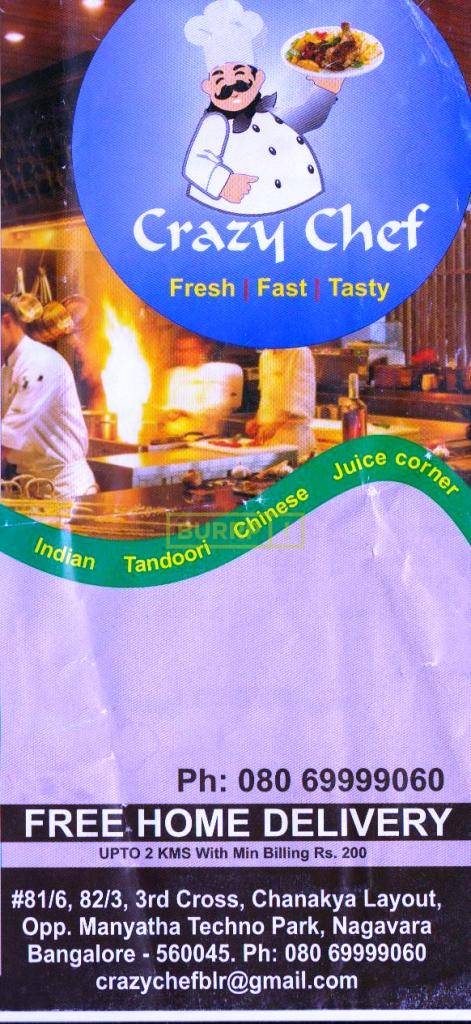 Crazy Chef
Fresh | Fast | Tasty
Indian Tandoori Chinese Juice corner
BURRP!
Ph: 080 69999060
FREE HOME DELIVERY
UPTO 2 KMS With Min Billing Rs. 200
#81/6, 82/3, 3rd Cross, Chanakya Layout,
Opp. Manyatha Techno Park, Nagavara
Bangalore - 560045. Ph: 080 69999060
crazychefblr@gmail.com